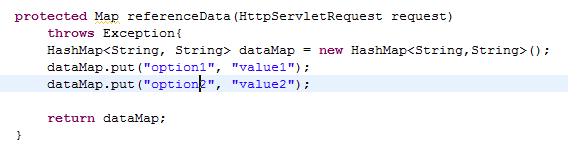 protected Map referenceData(HttpServletRequest request)
throws Exception{
HashMap<String, String> dataMap = new HashMap<String,String>();
dataMap.put("option1", "value1");
dataMap.put("option2", "value2");
return dataMap;
}